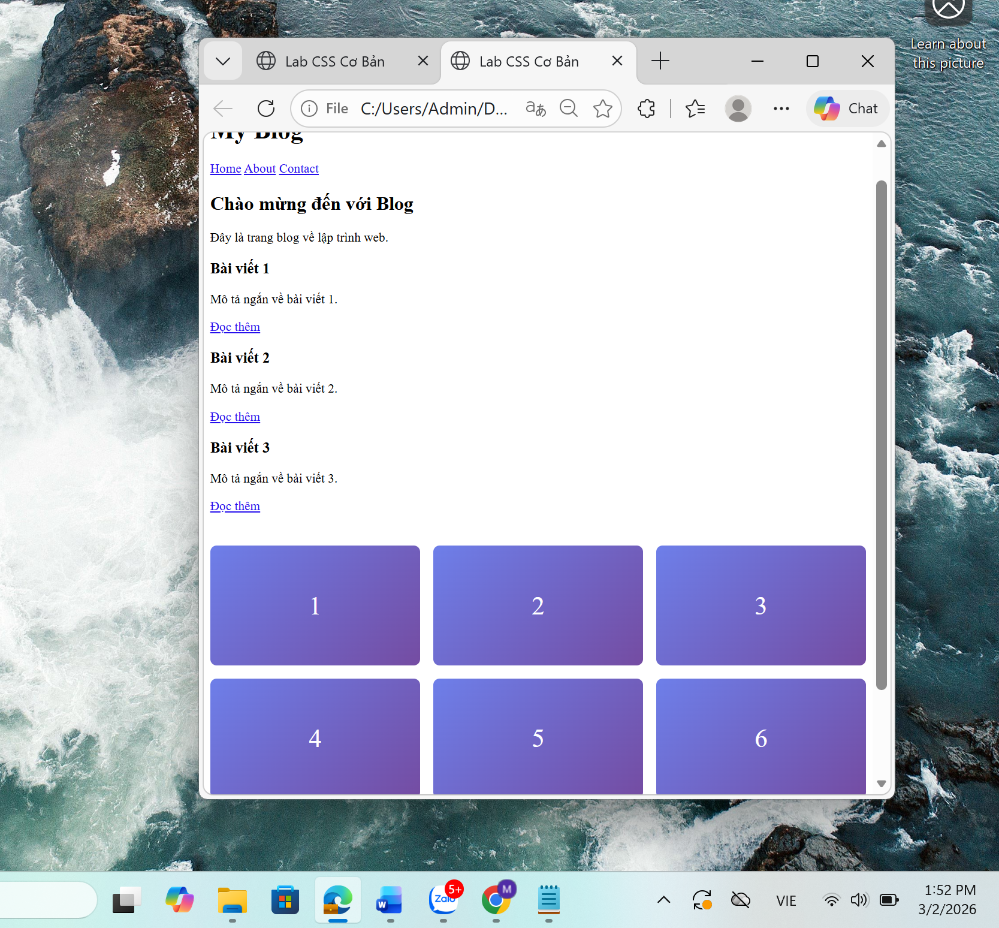 Learn about
this picture
Lab CSS Cơ Bản
Lab CSS Cơ Bản
File C:/Users/Admin/D... Chat
My Blog
Home About Contact
Chào mừng đến với Blog
Đây là trang blog về lập trình web.
Bài viết 1
Mô tả ngắn về bài viết 1.
Đọc thêm
Bài viết 2
Mô tả ngắn về bài viết 2.
Đọc thêm
Bài viết 3
Mô tả ngắn về bài viết 3.
Đọc thêm
1 2 3
4 5 6
W Zalo 5+ M VIE
1:52 PM
3/2/2026